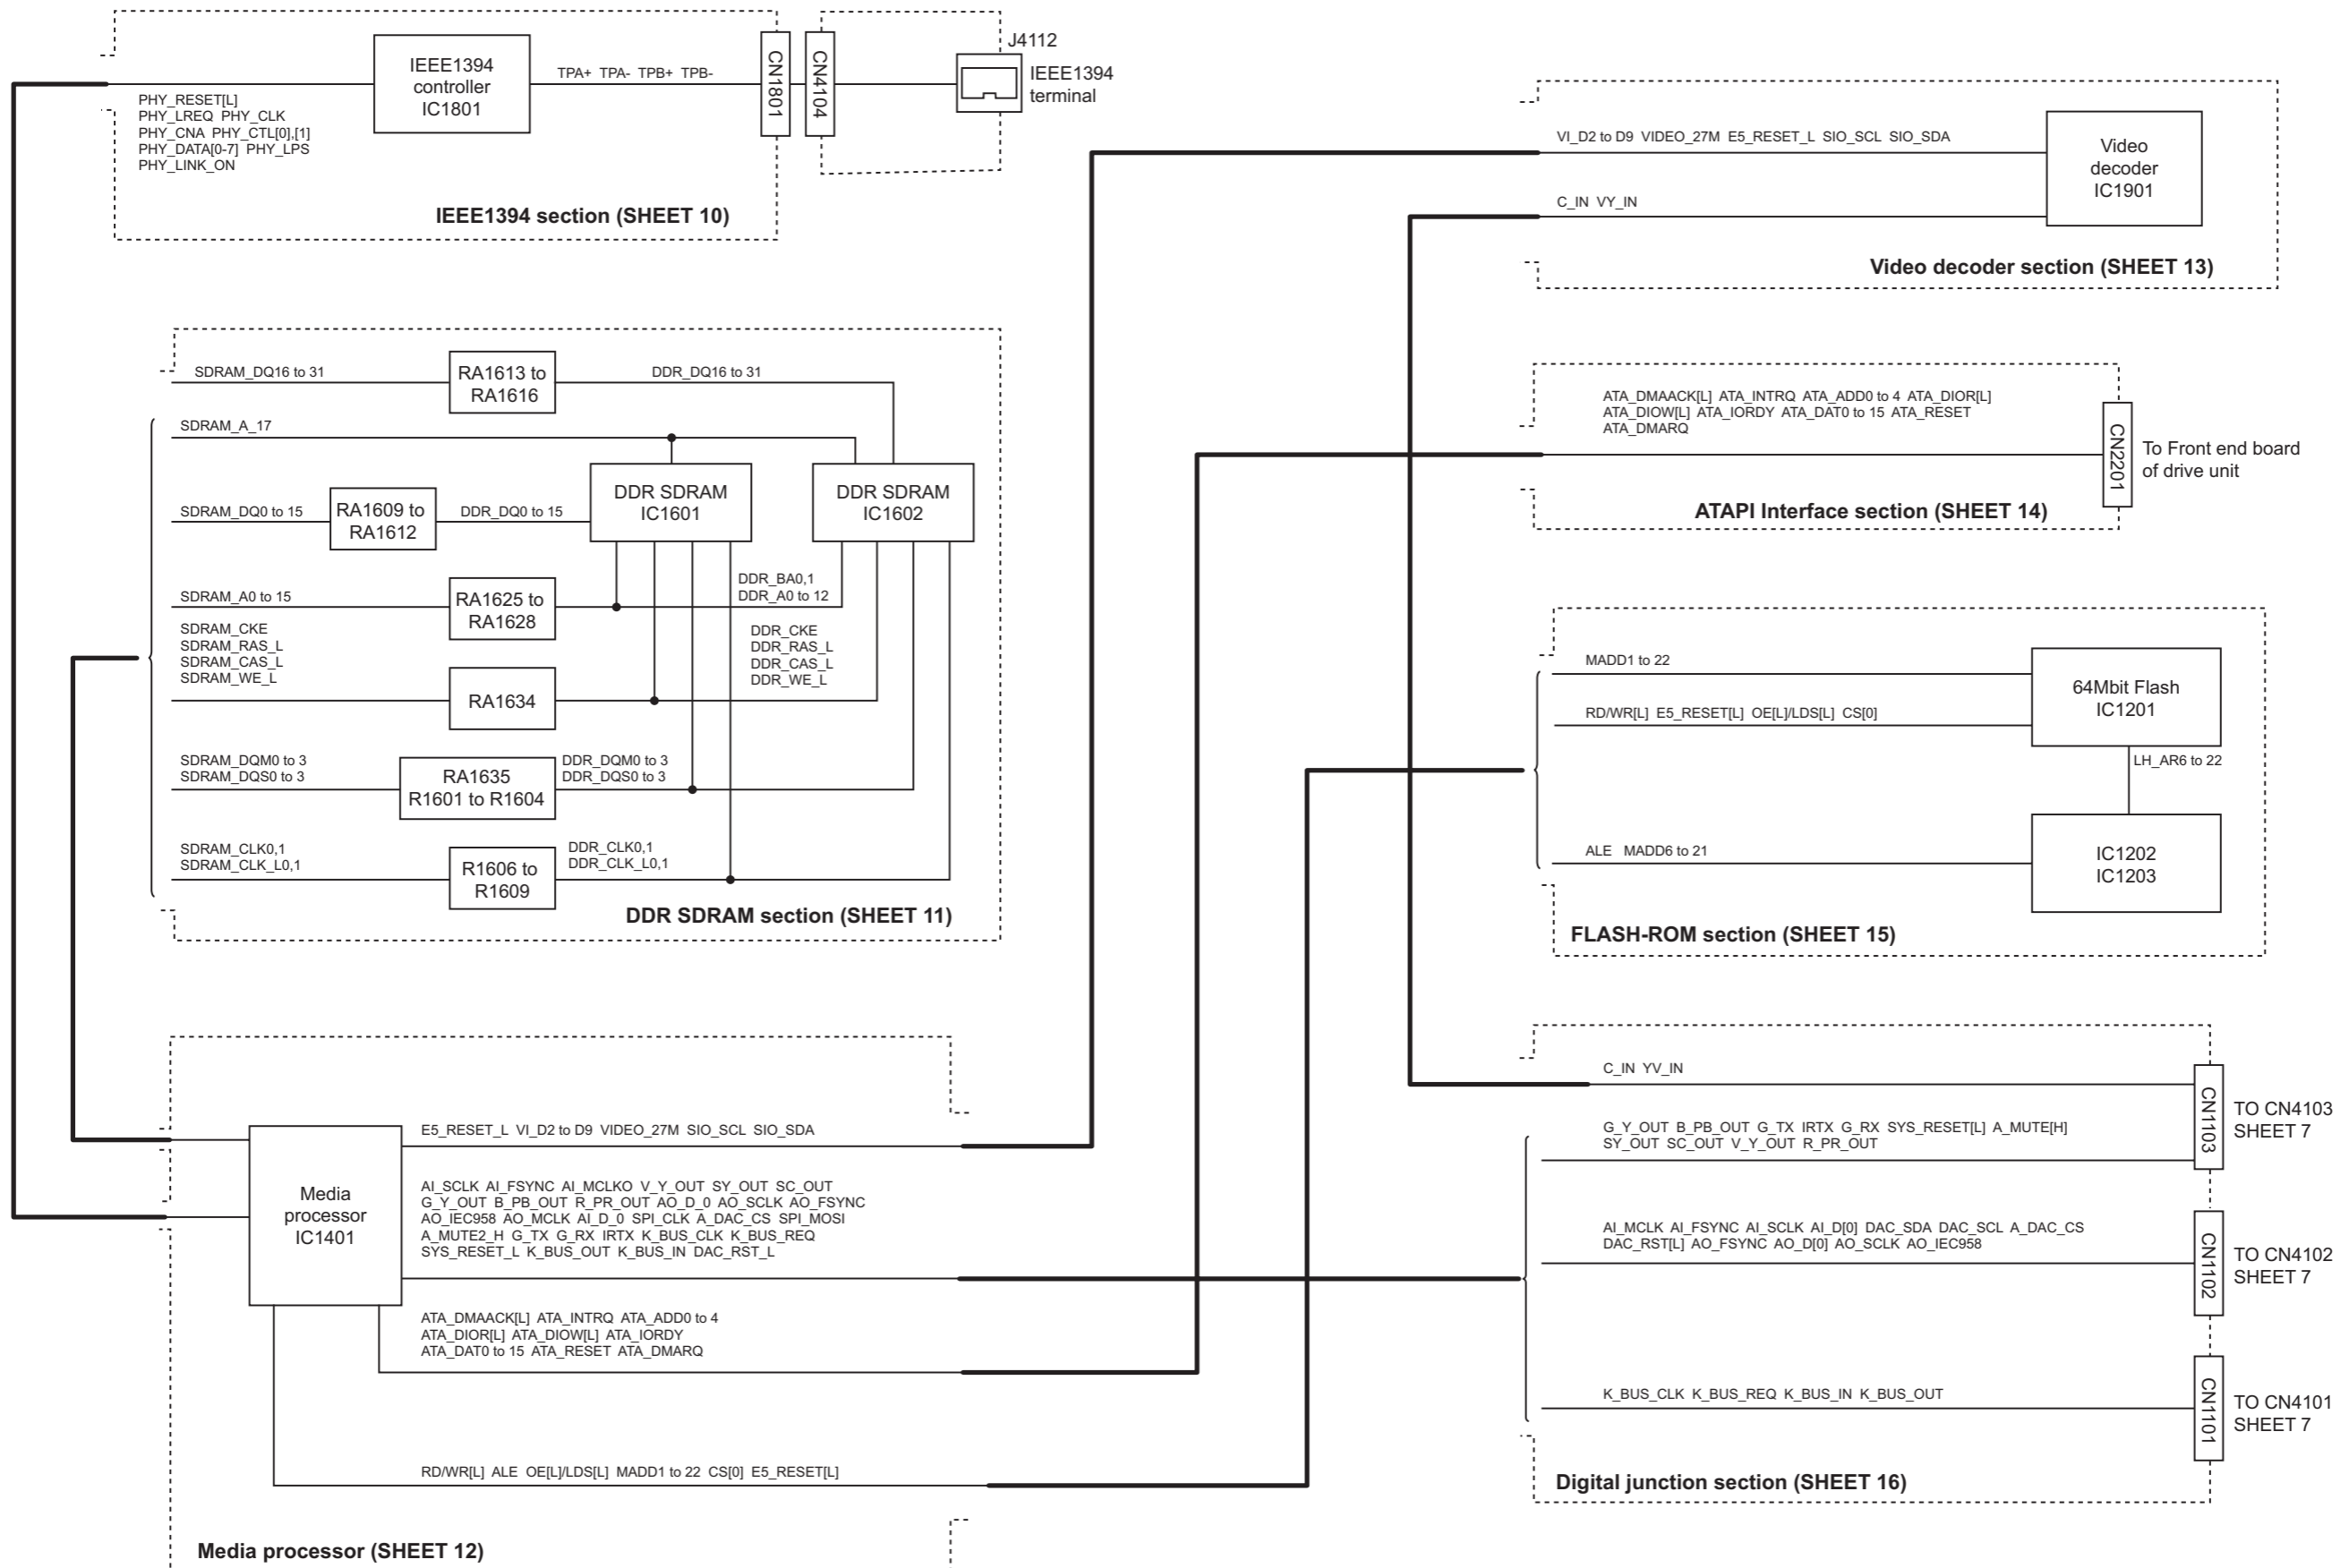 IEEE1394
controller
IC1801
TPA+ TPA- TPB+ TPB-
CN1801
CN4104
J4112
IEEE1394
terminal
PHY_RESET[L]
PHY_LREQ PHY_CLK
PHY_CNA PHY_CTL[0],[1]
PHY_DATA[0-7] PHY_LPS
PHY_LINK_ON
IEEE1394 section (SHEET 10)
SDRAM_DQ16 to 31
RA1613 to
RA1616
DDR_DQ16 to 31
SDRAM_A_17
DDR SDRAM
IC1601
DDR SDRAM
IC1602
SDRAM_DQ0 to 15
RA1609 to
RA1612
DDR_DQ0 to 15
SDRAM_A0 to 15
RA1625 to
RA1628
DDR_BA0,1
DDR_A0 to 12
SDRAM_CKE
SDRAM_RAS_L
SDRAM_CAS_L
SDRAM_WE_L
RA1634
DDR_CKE
DDR_RAS_L
DDR_CAS_L
DDR_WE_L
SDRAM_DQM0 to 3
SDRAM_DQS0 to 3
RA1635
R1601 to R1604
DDR_DQM0 to 3
DDR_DQS0 to 3
SDRAM_CLK0,1
SDRAM_CLK_L0,1
R1606 to
R1609
DDR_CLK0,1
DDR_CLK_L0,1
DDR SDRAM section (SHEET 11)
Media
processor
IC1401
E5_RESET_L VI_D2 to D9 VIDEO_27M SIO_SCL SIO_SDA
AI_SCLK AI_FSYNC AI_MCLKO V_Y_OUT SY_OUT SC_OUT
G_Y_OUT B_PB_OUT R_PR_OUT AO_D_0 AO_SCLK AO_FSYNC
AO_IEC958 AO_MCLK AI_D_0 SPI_CLK A_DAC_CS SPI_MOSI
A_MUTE2_H G_TX G_RX IRTX K_BUS_CLK K_BUS_REQ
SYS_RESET_L K_BUS_OUT K_BUS_IN DAC_RST_L
ATA_DMAACK[L] ATA_INTRQ ATA_ADD0 to 4
ATA_DIOR[L] ATA_DIOW[L] ATA_IORDY
ATA_DAT0 to 15 ATA_RESET ATA_DMARQ
RD/WR[L] ALE OE[L]/LDS[L] MADD1 to 22 CS[0] E5_RESET[L]
Media processor (SHEET 12)
VI_D2 to D9 VIDEO_27M E5_RESET_L SIO_SCL SIO_SDA
C_IN VY_IN
Video
decoder
IC1901
Video decoder section (SHEET 13)
ATA_DMAACK[L] ATA_INTRQ ATA_ADD0 to 4 ATA_DIOR[L]
ATA_DIOW[L] ATA_IORDY ATA_DAT0 to 15 ATA_RESET
ATA_DMARQ
CN2201
To Front end board
of drive unit
ATAPI Interface section (SHEET 14)
MADD1 to 22
RD/WR[L] E5_RESET[L] OE[L]/LDS[L] CS[0]
64Mbit Flash
IC1201
LH_AR6 to 22
ALE MADD6 to 21
IC1202
IC1203
FLASH-ROM section (SHEET 15)
C_IN YV_IN
G_Y_OUT B_PB_OUT G_TX IRTX G_RX SYS_RESET[L] A_MUTE[H]
SY_OUT SC_OUT V_Y_OUT R_PR_OUT
CN1103
TO CN4103
SHEET 7
AI_MCLK AI_FSYNC AI_SCLK AI_D[0] DAC_SDA DAC_SCL A_DAC_CS
DAC_RST[L] AO_FSYNC AO_D[0] AO_SCLK AO_IEC958
CN1102
TO CN4102
SHEET 7
K_BUS_CLK K_BUS_REQ K_BUS_IN K_BUS_OUT
CN1101
TO CN4101
SHEET 7
Digital junction section (SHEET 16)